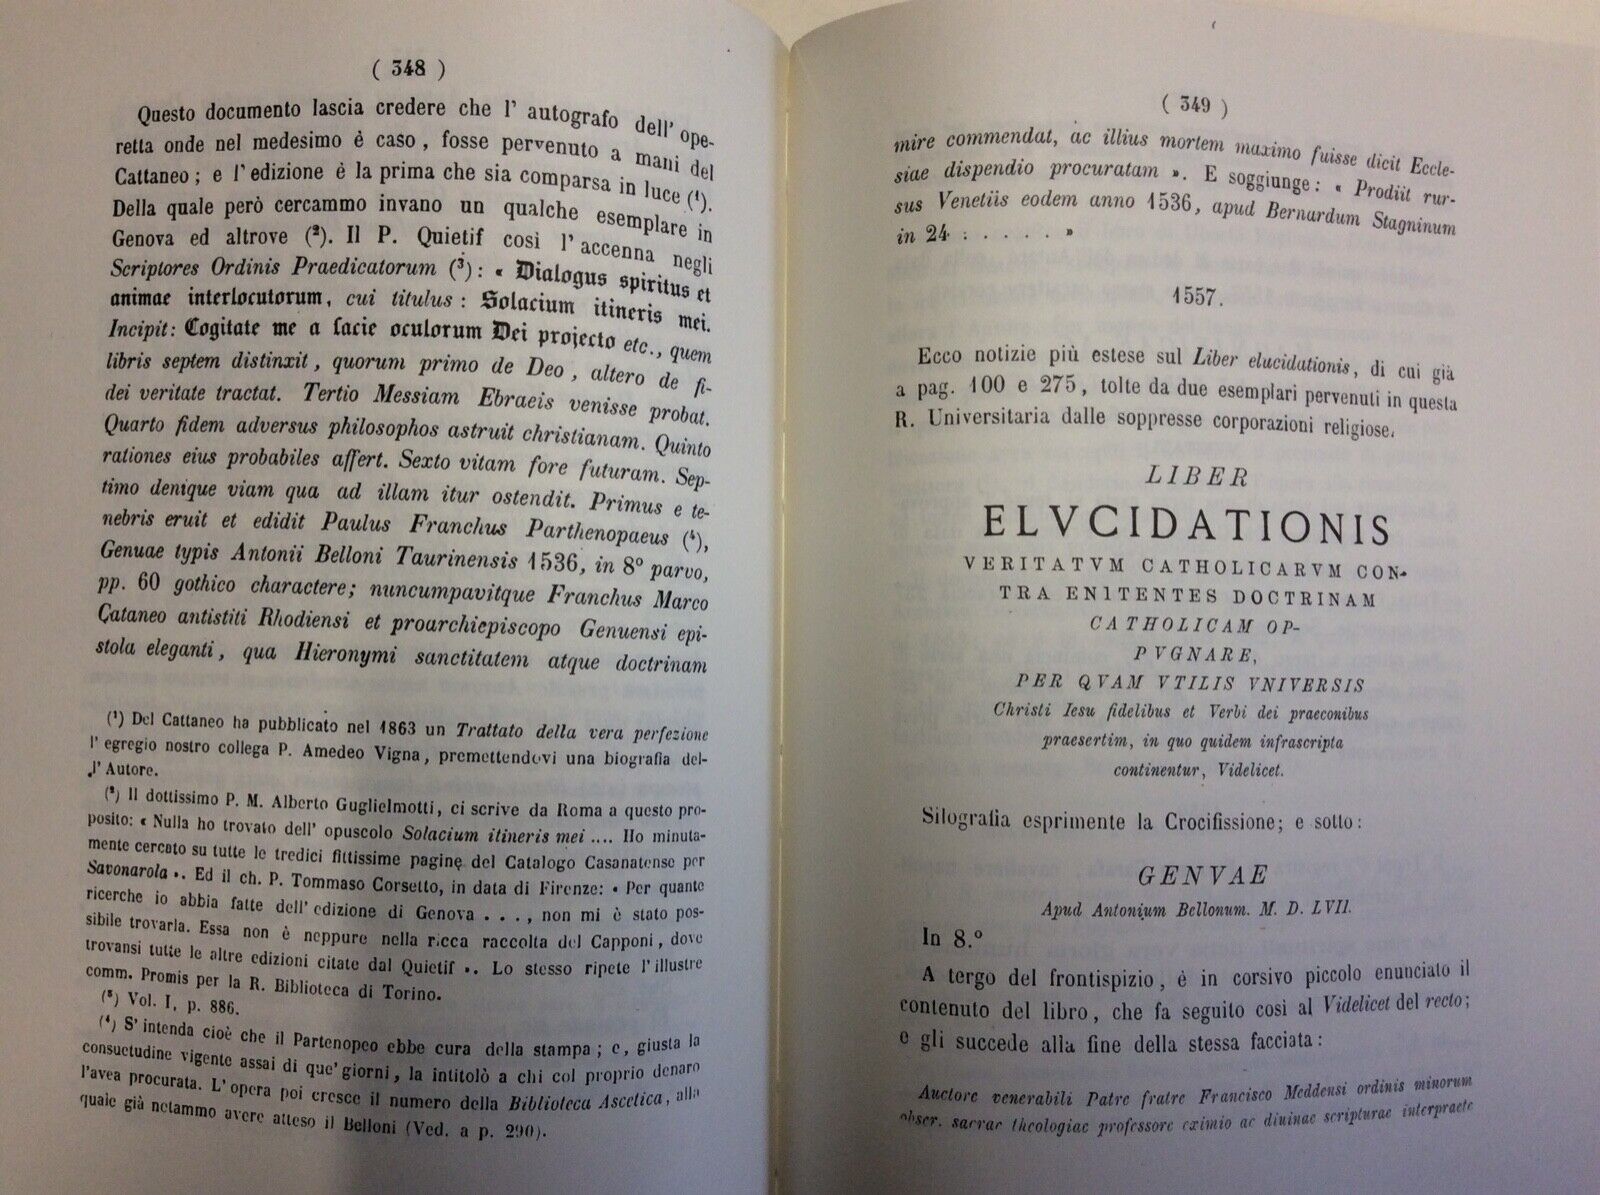 ( 348 )
Questo documento lascia credere che l' autografo dell' ope-
retta onde nel medesimo è caso , fosse pervenuto a mani del
Cattaneo ; e l' edizione è la prima che sia comparsa in luce (¹).
Della quale però cercammo invano un qualche esemplare in
Genova ed altrove (²). Il P. Quietif così l' accenna negli
Scriptores Ordinis Praedicatorum (³) : « Dialogus spiritus et
animae interlocutorum, cui titulus : Solacium itineris mei.
Incipit : Cogitate me a facie oculorum Dei projecto etc., quem
libris septem distinxit , quorum primo de Deo , altero de fi-
dei veritate tractat. Tertio Messiam Ebraeis venisse probat.
Quarto fidem adversus philosophos astruit christianam. Quinto
rationes eius probabiles affert. Sexto vitam fore futuram. Sep-
timo denique viam qua ad illam itur ostendit. Primus e te-
nebris eruit et edidit Paulus Franchus Parthenopaeus (⁴),
Genuae typis Antonii Belloni Taurinensis 1536, in 8° parvo,
pp. 60 gothico charactere; nuncumpavitque Franchus Marco
Cataneo antistiti Rhodiensi et proarchiepiscopo Genuensi epi-
stola eleganti , qua Hieronymi sanctitatem atque doctrinam
(¹) Del Cattaneo ha pubblicato nel 1863 un Trattato della vera perfezione
l' egregio nostro collega P. Amedeo Vigna, premettendovi una biografia del-
l' Autore.
(²) Il dottissimo P. M. Alberto Guglielmotti, ci scrive da Roma a questo pro-
posito: « Nulla ho trovato dell' opuscolo Solacium itineris mei .... Ho minuta-
mente cercato su tutte le tredici fittissime pagine del Catalogo Casanatense per
Savonarola ». Ed il ch. P. Tommaso Corsetto, in data di Firenze: « Per quante
ricerche io abbia fatte dell' edizione di Genova . . . , non mi è stato pos-
sibile trovarla. Essa non è neppure nella ricca raccolta del Capponi, dove
trovansi tutte le altre edizioni citate dal Quietif ». Lo stesso ripete l' illustre
comm. Promis per la R. Biblioteca di Torino.
(³) Vol. I, p. 886.
(⁴) S' intenda cioè che il Partenopeo ebbe cura della stampa ; e, giusta la
consuetudine vigente assai di que' giorni, la intitolò a chi col proprio denaro
l'avea procurata. L' opera poi cresce il numero della Biblioteca Ascetica, alla
quale già notammo avere atteso il Belloni (Ved. a p. 290).
( 349 )
mire commendat, ac illius mortem maximo fuisse dicit Eccle-
siae dispendio procuratam ». E soggiunge : « Prodiit rur-
sus Venetiis eodem anno 1536, apud Bernardum Stagninum
in 24 : . . . . . »
1557.
Ecco notizie più estese sul Liber elucidationis, di cui già
a pag. 100 e 275, tolte da due esemplari pervenuti in questa
R. Universitaria dalle soppresse corporazioni religiose.
LIBER
ELVCIDATIONIS
VERITATVM CATHOLICARVM CON-
TRA ENITENTES DOCTRINAM
CATHOLICAM OP-
PVGNARE,
PER QVAM VTILIS VNIVERSIS
Christi Iesu fidelibus et Verbi dei praeconibus
praesertim, in quo quidem infrascripta
continentur, Videlicet.
Silografia esprimente la Crocifissione; e sotto:
GENVAE
Apud Antonium Bellonum. M. D. LVII.
In 8.°
A tergo del frontispizio, è in corsivo piccolo enunciato il
contenuto del libro, che fa seguito così al Videlicet del recto;
e gli succede alla fine della stessa facciata :
Auctore venerabili Patre fratre Francisco Meddensi ordinis minorum
obser. sacrae theologiae professore eximio ac diuinae scripturae interpraete